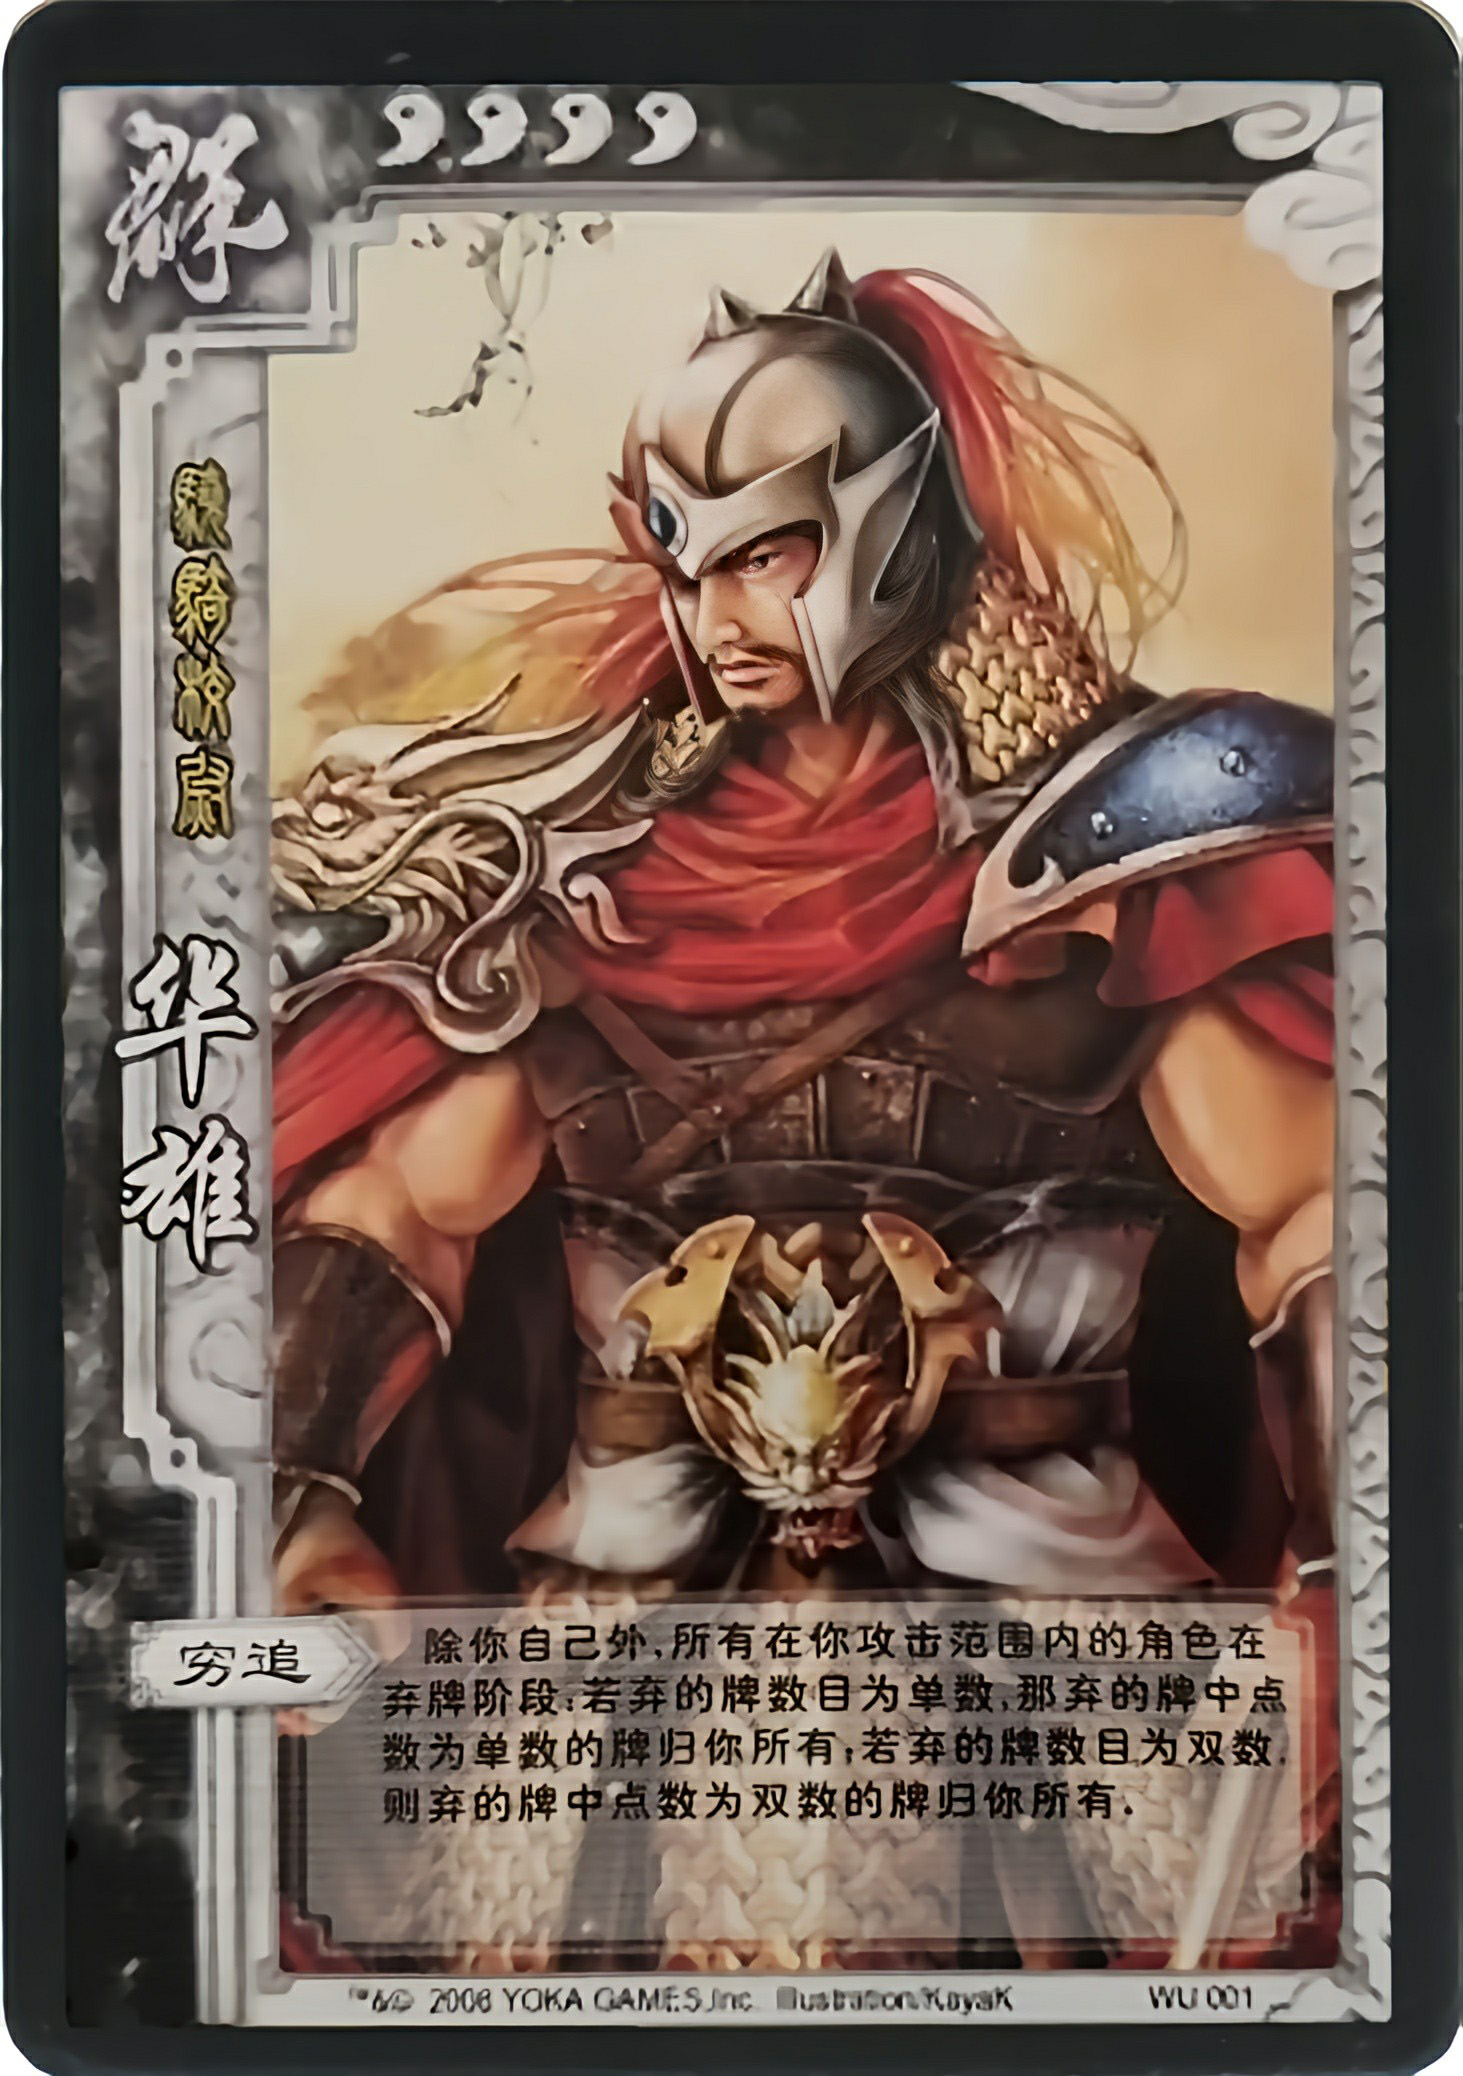 群
骁骑校尉
华雄
穷追
除你自己外,所有在你攻击范围内的角色在
弃牌阶段:若弃的牌数目为单数,那弃的牌中点
数为单数的牌归你所有;若弃的牌数目为双数,
则弃的牌中点数为双数的牌归你所有.
2008 YOKA GAMES,Inc. Illustration/KayaK
WU 001